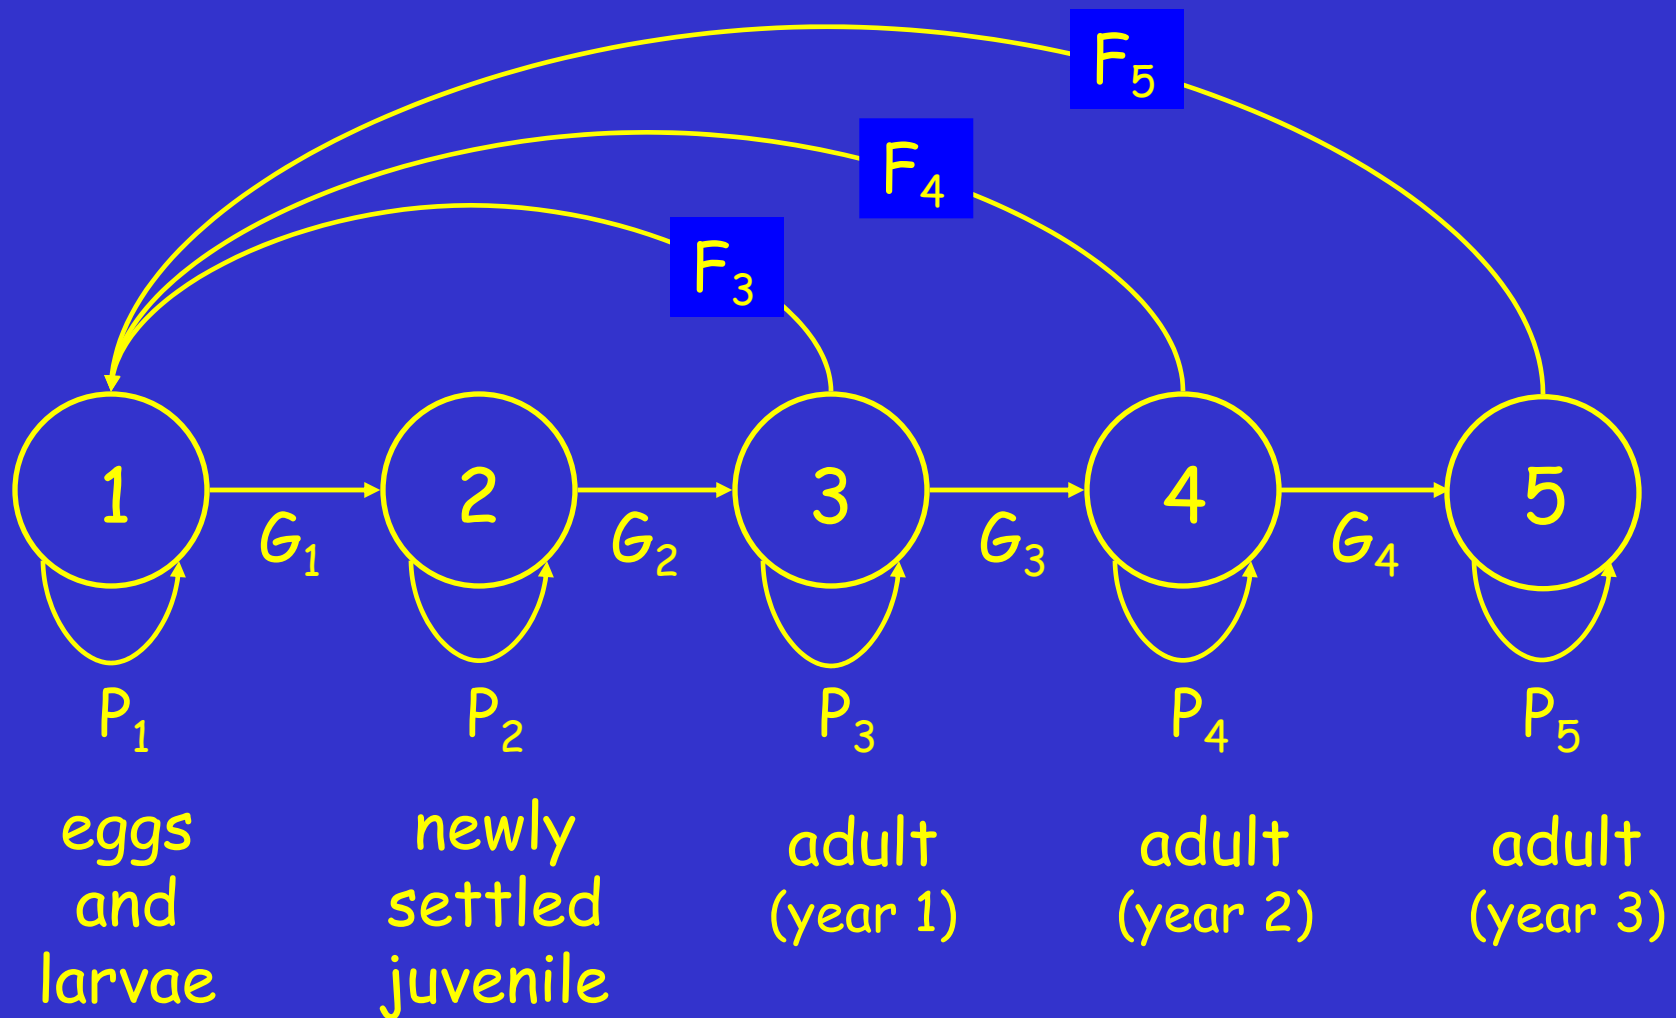 F5
F4
F3
1 2 3 4 5
G1 G2 G3 G4
P1 P2 P3 P4 P5
eggs
and
larvae
newly
settled
juvenile
adult
(year 1)
adult
(year 2)
adult
(year 3)